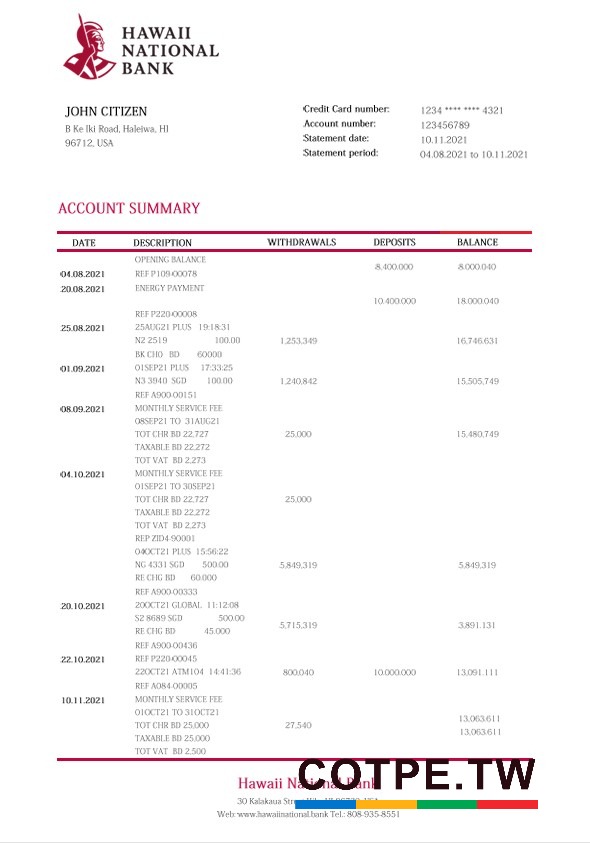 HAWAII
NATIONAL
BANK
JOHN CITIZEN
B Ke Iki Road, Haleiwa, HI
96712, USA
Credit Card number: 1234 **** **** 4321
Account number: 123456789
Statement date: 10.11.2021
Statement period: 04.08.2021 to 10.11.2021
ACCOUNT SUMMARY
DATE DESCRIPTION WITHDRAWALS DEPOSITS BALANCE
OPENING BALANCE
8,400.000 8.000.040
04.08.2021 REF P109-00078
20.08.2021 ENERGY PAYMENT
10.400.000 18.000.040
REF P220-00008
25.08.2021 25AUG21 PLUS 19:18:31
N2 2519 100.00 1,253,349 16,746.631
BK CHO BD 60000
01.09.2021 01SEP21 PLUS 17:33:25
N3 3940 SGD 100.00 1,240,842 15,505,749
REF A900-00151
08.09.2021 MONTHLY SERVICE FEE
08SEP21 TO 31AUG21
TOT CHR BD 22,727 25,000 15,480,749
TAXABLE BD 22,272
TOT VAT BD 2,273
04.10.2021 MONTHLY SERVICE FEE
01SEP21 TO 30SEP21
TOT CHR BD 22,727 25,000
TAXABLE BD 22,272
TOT VAT BD 2,273
REP ZID4-90001
04OCT21 PLUS 15:56:22
NG 4331 SGD 500.00 5,849,319 5,849,319
RE CHG BD 60.000
REF A900-00333
20.10.2021 20OCT21 GLOBAL 11:12:08
S2 8689 SGD 500.00 5,715,319 3,891.131
RE CHG BD 45.000
REF A900-00436
22.10.2021 REF P220-00045
22OCT21 ATM104 14:41:36 800.040 10.000.000 13,091.111
REF A084-00005
10.11.2021 MONTHLY SERVICE FEE
01OCT21 TO 31OCT21 13,063.611
TOT CHR BD 25,000 27,540 13,063.611
TAXABLE BD 25,000
TOT VAT BD 2,500
COTPE.TW
Hawaii National Bank
30 Kalakaua
Web: www.hawaiinational.bank Tel.: 808-935-8551